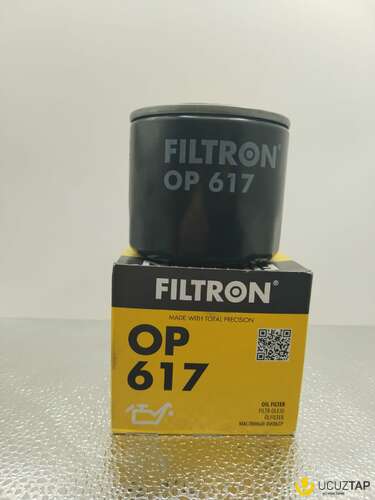 FILTRON®
OP 617
FILTRON®
MADE WITH TOTAL PRECISION
OP
617
OIL FILTER
FILTR OLEJU
ÖLFILTER
МАСЛЯНЫЙ ФИЛЬТР
UCUZTAP